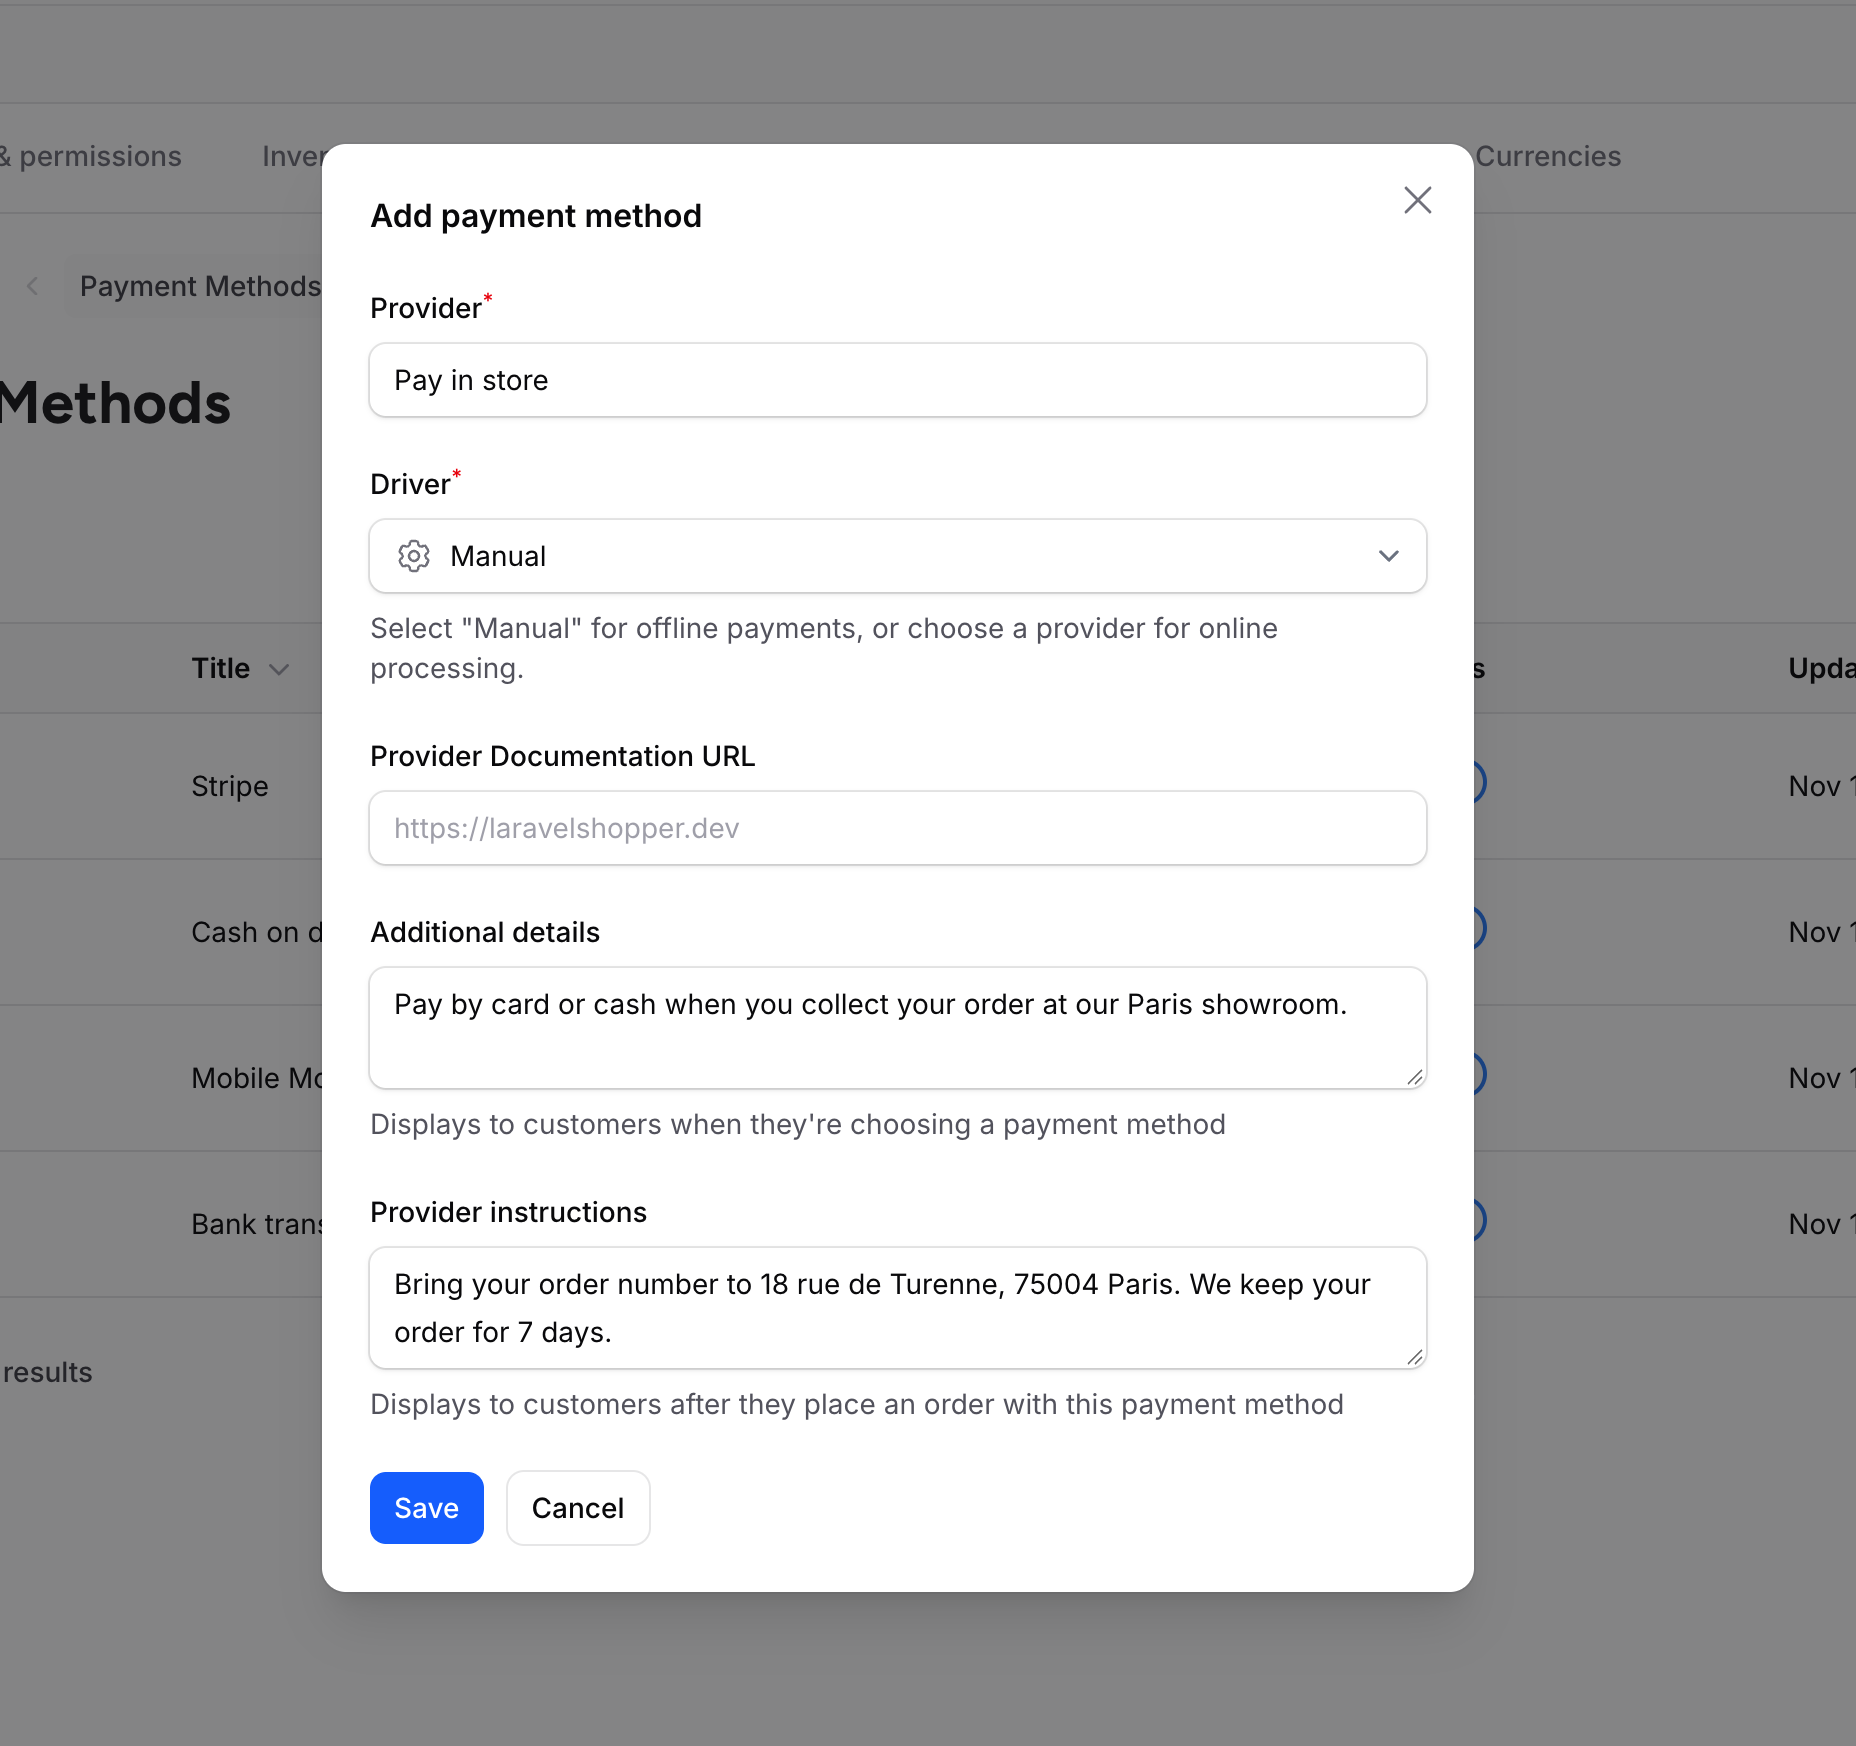 & permissions
Currencies
Add payment method
Payment Methods
Provider*
Pay in store
Methods
Driver*
Manual
Select "Manual" for offline payments, or choose a provider for online
processing.
Title
Provider Documentation URL
Stripe
Nov
https://laravelshopper.dev
Additional details
Cash on
Nov
Pay by card or cash when you collect your order at our Paris showroom.
Mobile
Nov
Displays to customers when they're choosing a payment method
Provider instructions
Bank
Nov
Bring your order number to 18 rue de Turenne, 75004 Paris. We keep your
order for 7 days.
results
Displays to customers after they place an order with this payment method
Save Cancel